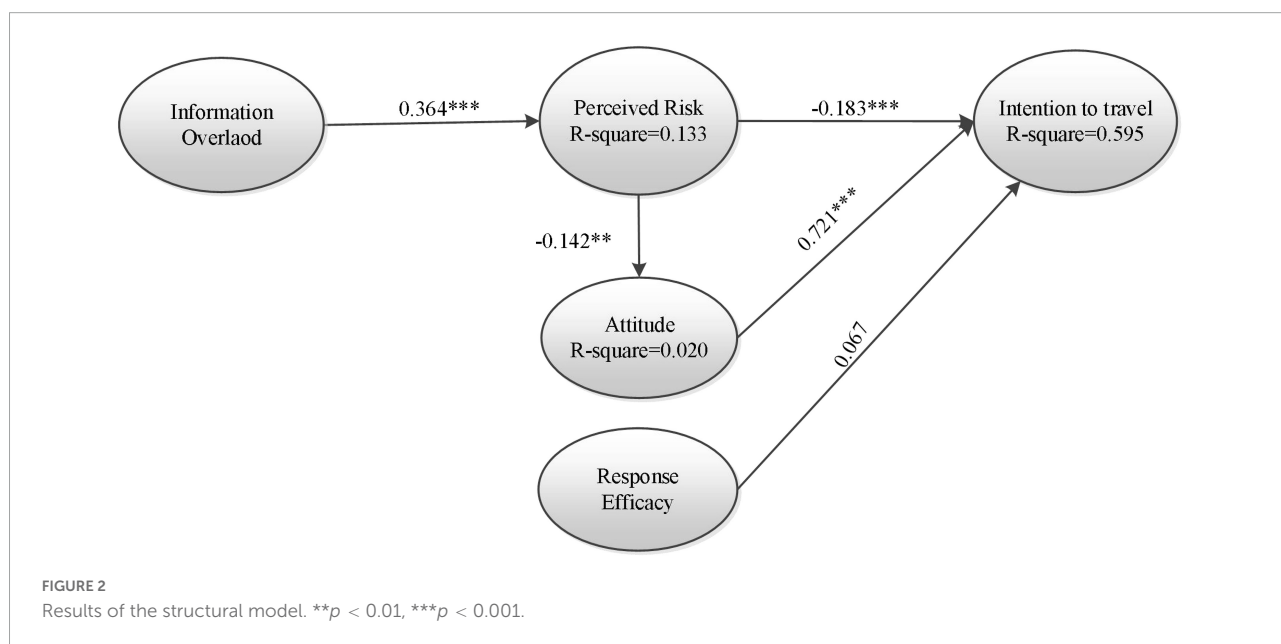 Information
Overlaod
0.364***
Perceived Risk
R-square=0.133
-0.183***
Intention to travel
R-square=0.595
-0.142**
0.721***
Attitude
R-square=0.020
0.067
Response
Efficacy
FIGURE 2
Results of the structural model. **p < 0.01, ***p < 0.001.